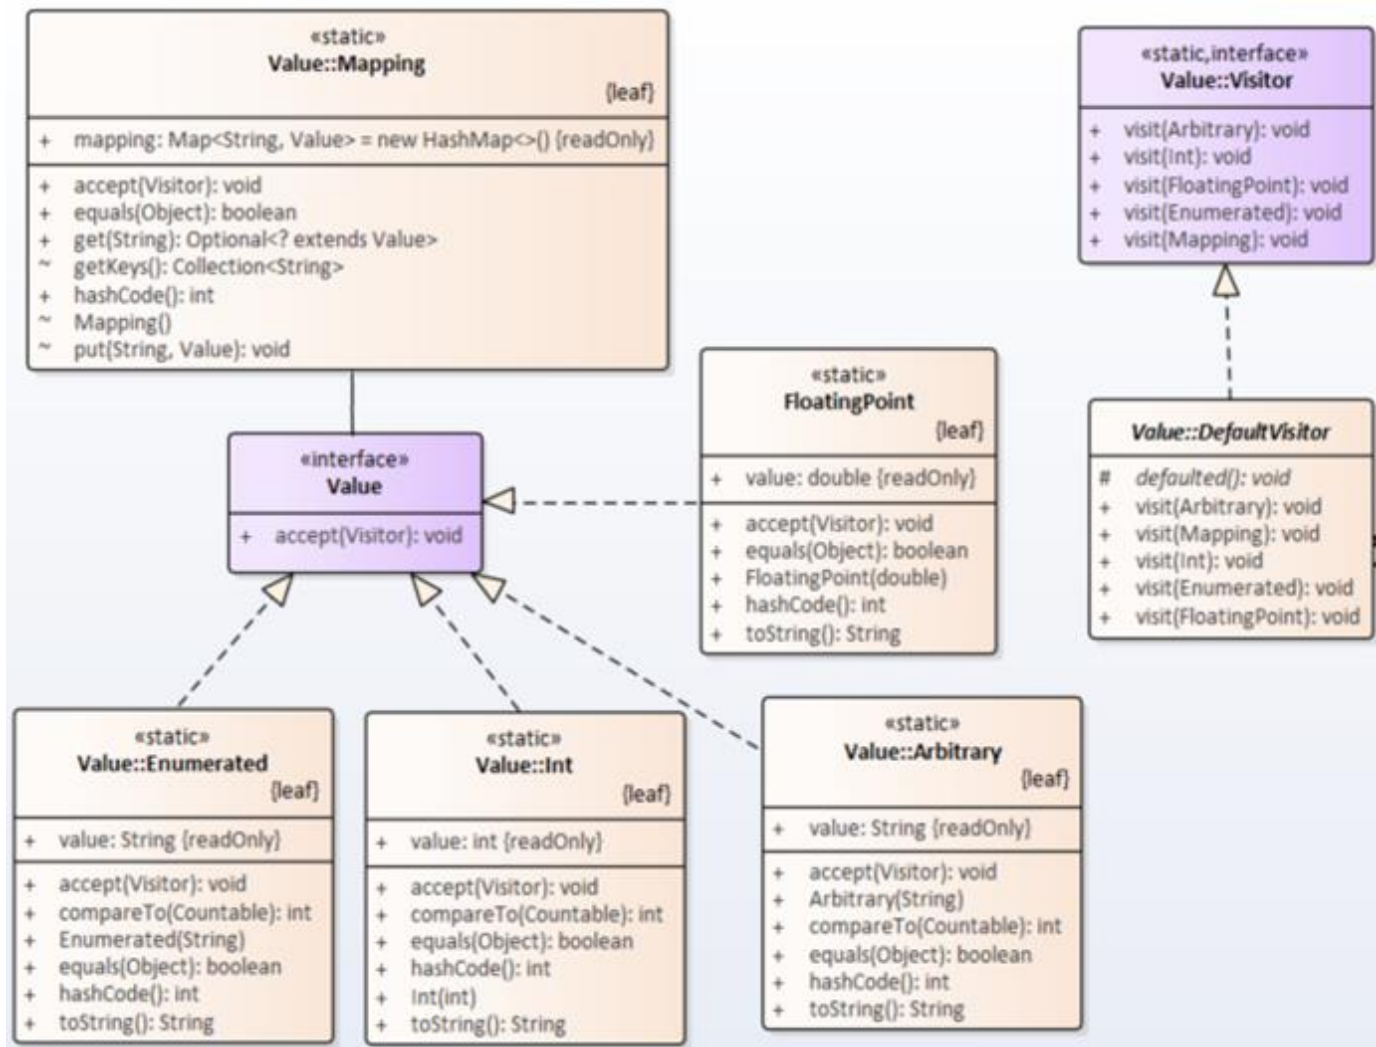 «static»
Value::Mapping
{leaf}
+ mapping: Map<String, Value> = new HashMap<>() {readOnly}
+ accept(Visitor): void
+ equals(Object): boolean
+ get(String): Optional<? extends Value>
~ getKeys(): Collection<String>
+ hashCode(): int
~ Mapping()
~ put(String, Value): void
«static,interface»
Value::Visitor
+ visit(Arbitrary): void
+ visit(Int): void
+ visit(FloatingPoint): void
+ visit(Enumerated): void
+ visit(Mapping): void
«interface»
Value
+ accept(Visitor): void
«static»
FloatingPoint
{leaf}
+ value: double {readOnly}
+ accept(Visitor): void
+ equals(Object): boolean
+ FloatingPoint(double)
+ hashCode(): int
+ toString(): String
Value::DefaultVisitor
# defaulted(): void
+ visit(Arbitrary): void
+ visit(Mapping): void
+ visit(Int): void
+ visit(Enumerated): void
+ visit(FloatingPoint): void
«static»
Value::Enumerated
{leaf}
+ value: String {readOnly}
+ accept(Visitor): void
+ compareTo(Countable): int
+ Enumerated(String)
+ equals(Object): boolean
+ hashCode(): int
+ toString(): String
«static»
Value::Int
{leaf}
+ value: int {readOnly}
+ accept(Visitor): void
+ compareTo(Countable): int
+ equals(Object): boolean
+ hashCode(): int
+ Int(int)
+ toString(): String
«static»
Value::Arbitrary
{leaf}
+ value: String {readOnly}
+ accept(Visitor): void
+ Arbitrary(String)
+ compareTo(Countable): int
+ equals(Object): boolean
+ hashCode(): int
+ toString(): String